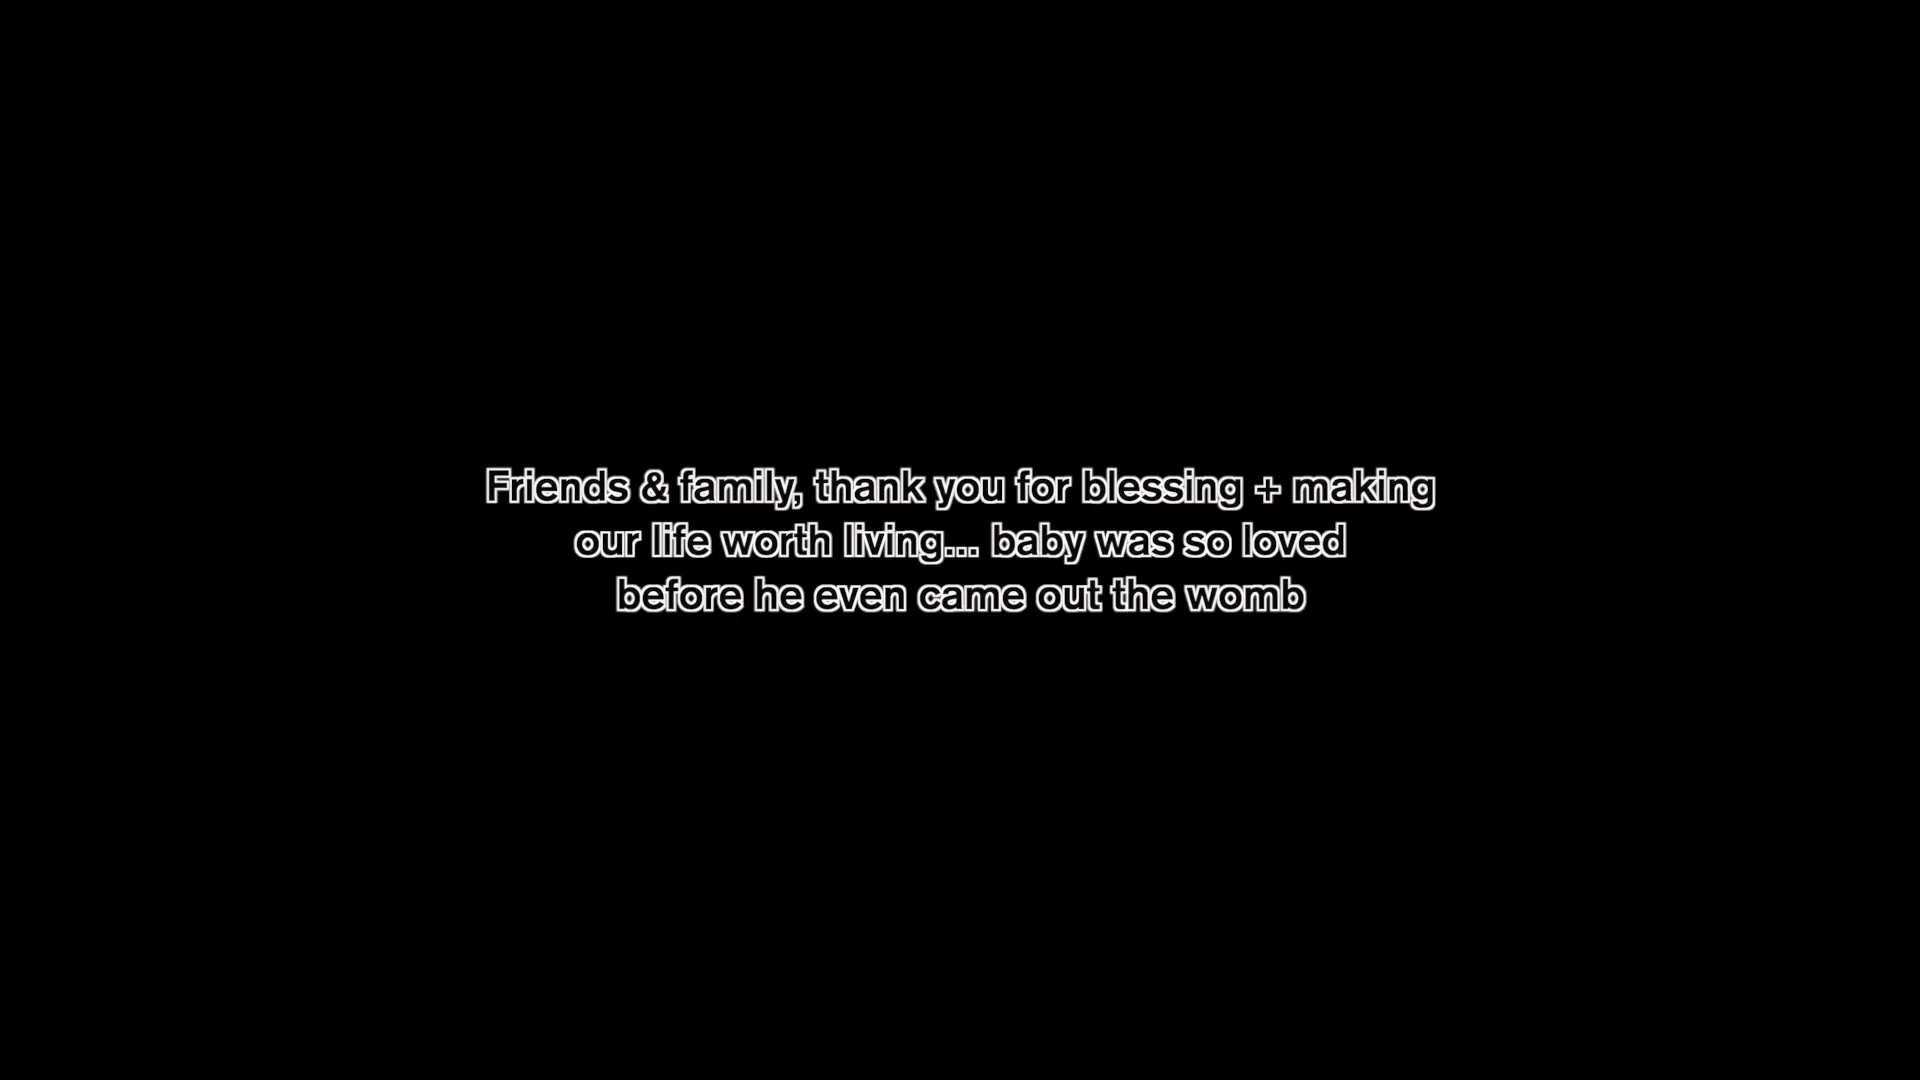 Friends & family, thank you for blessing + making
our life worth living... baby was so loved
before he even came out the womb